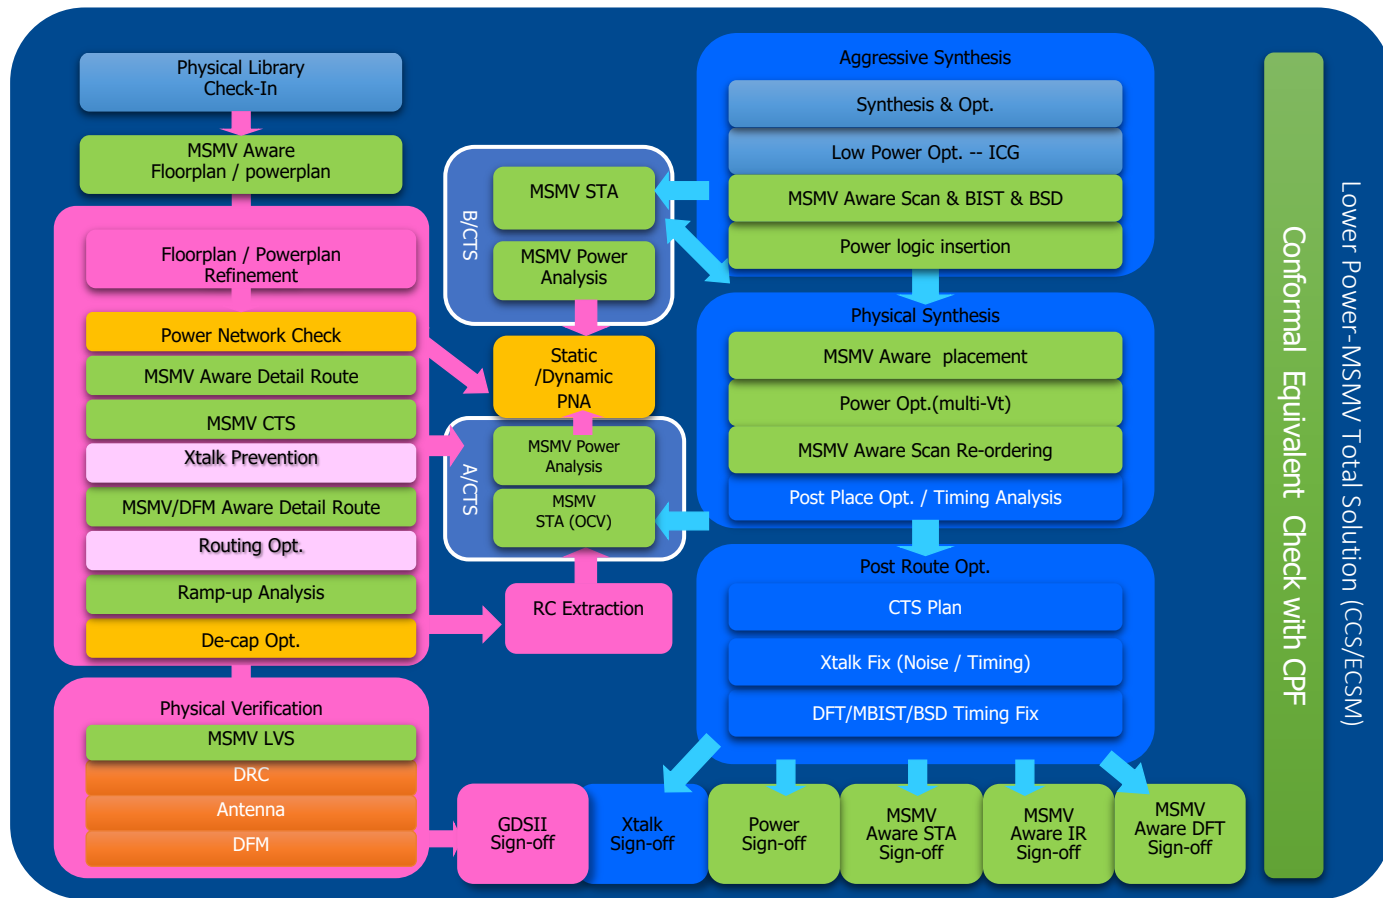 Physical Library
Check-In
MSMV Aware
Floorplan / powerplan
Floorplan / Powerplan
Refinement
Power Network Check
MSMV Aware Detail Route
MSMV CTS
Xtalk Prevention
MSMV/DFM Aware Detail Route
Routing Opt.
Ramp-up Analysis
De-cap Opt.
Physical Verification
MSMV LVS
DRC
Antenna
DFM
B/CTS
MSMV STA
MSMV Power
Analysis
Static
/Dynamic
PNA
A/CTS
MSMV Power
Analysis
MSMV
STA (OCV)
RC Extraction
Aggressive Synthesis
Synthesis & Opt.
Low Power Opt. -- ICG
MSMV Aware Scan & BIST & BSD
Power logic insertion
Physical Synthesis
MSMV Aware placement
Power Opt.(multi-Vt)
MSMV Aware Scan Re-ordering
Post Place Opt. / Timing Analysis
Post Route Opt.
CTS Plan
Xtalk Fix (Noise / Timing)
DFT/MBIST/BSD Timing Fix
GDSII
Sign-off
Xtalk
Sign-off
Power
Sign-off
MSMV
Aware STA
Sign-off
MSMV
Aware IR
Sign-off
MSMV
Aware DFT
Sign-off
Conformal Equivalent Check with CPF
Lower Power-MSMV Total Solution (CCS/ECSM)